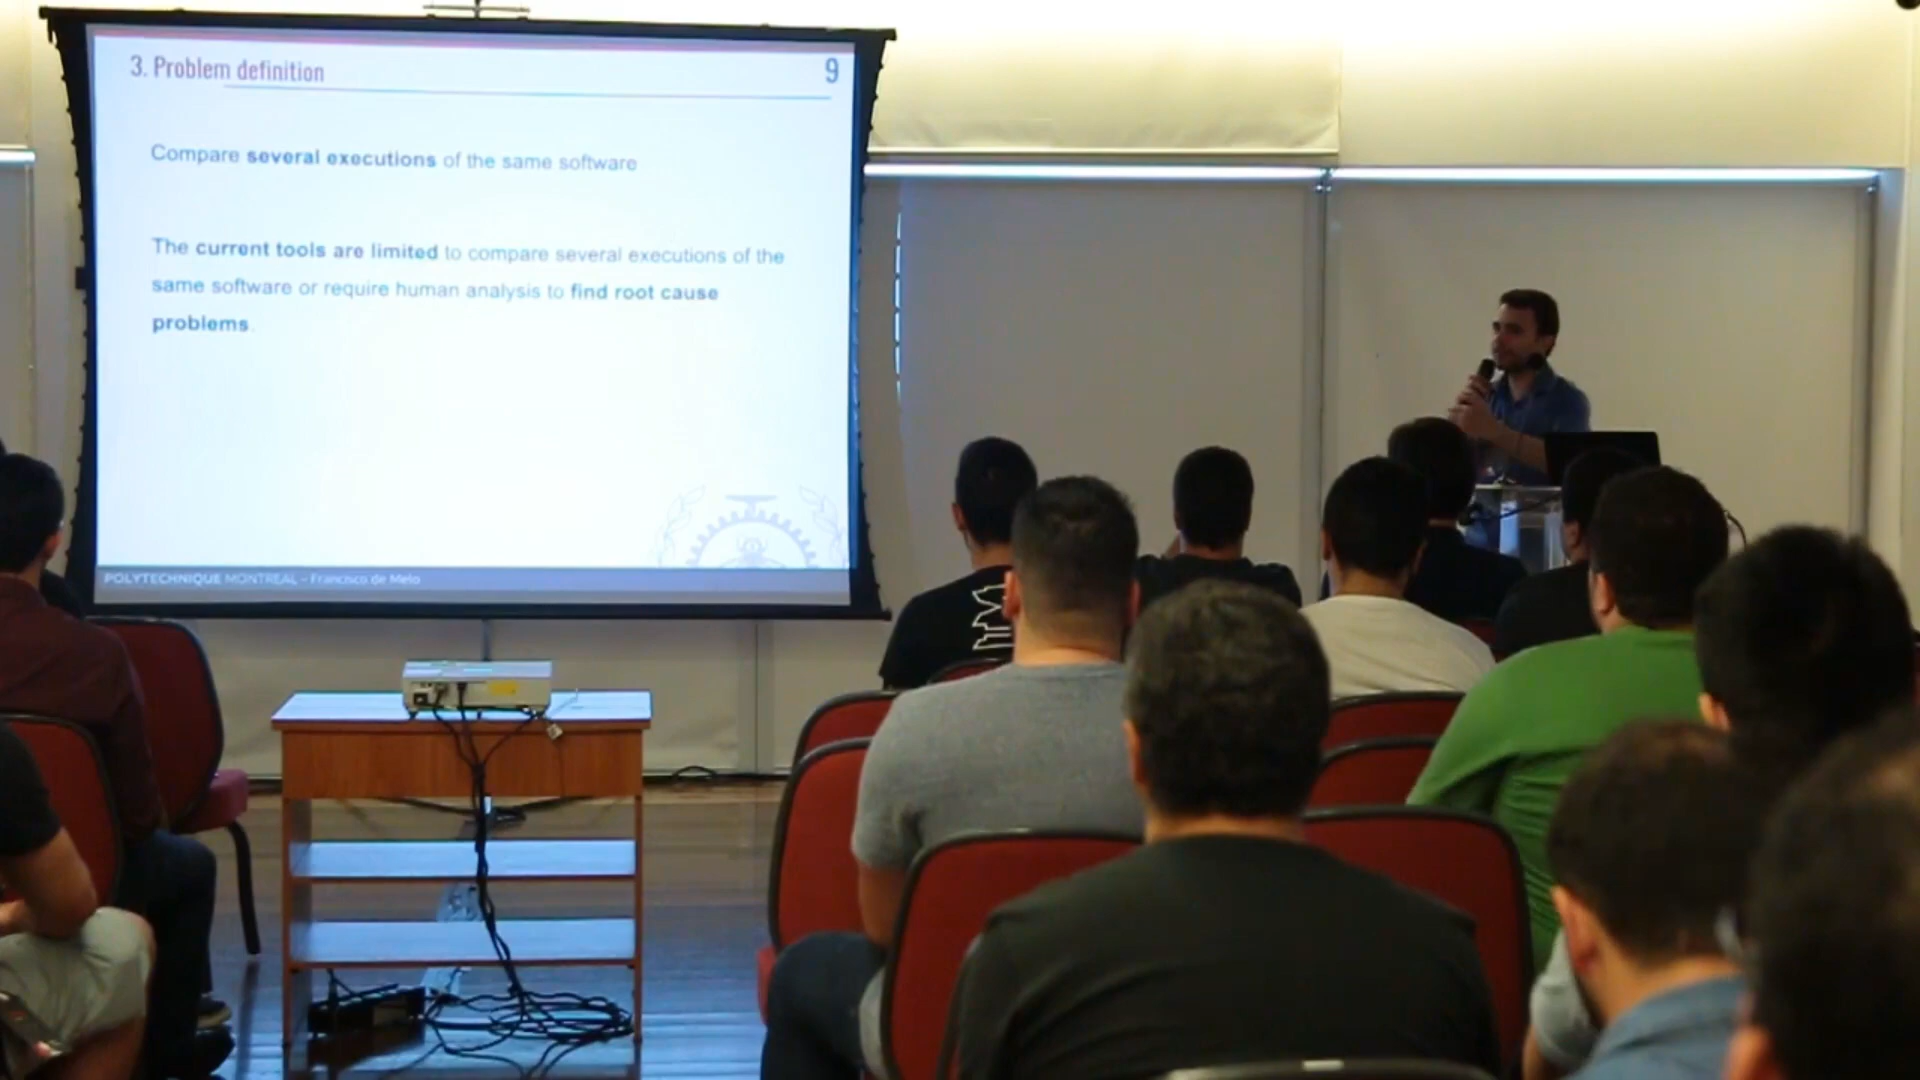 3. Problem definition
9
Compare several executions of the same software
The current tools are limited to compare several executions of the
same software or require human analysis to find root cause
problems.
POLYTECHNIQUE MONTREAL – Francisco de Melo